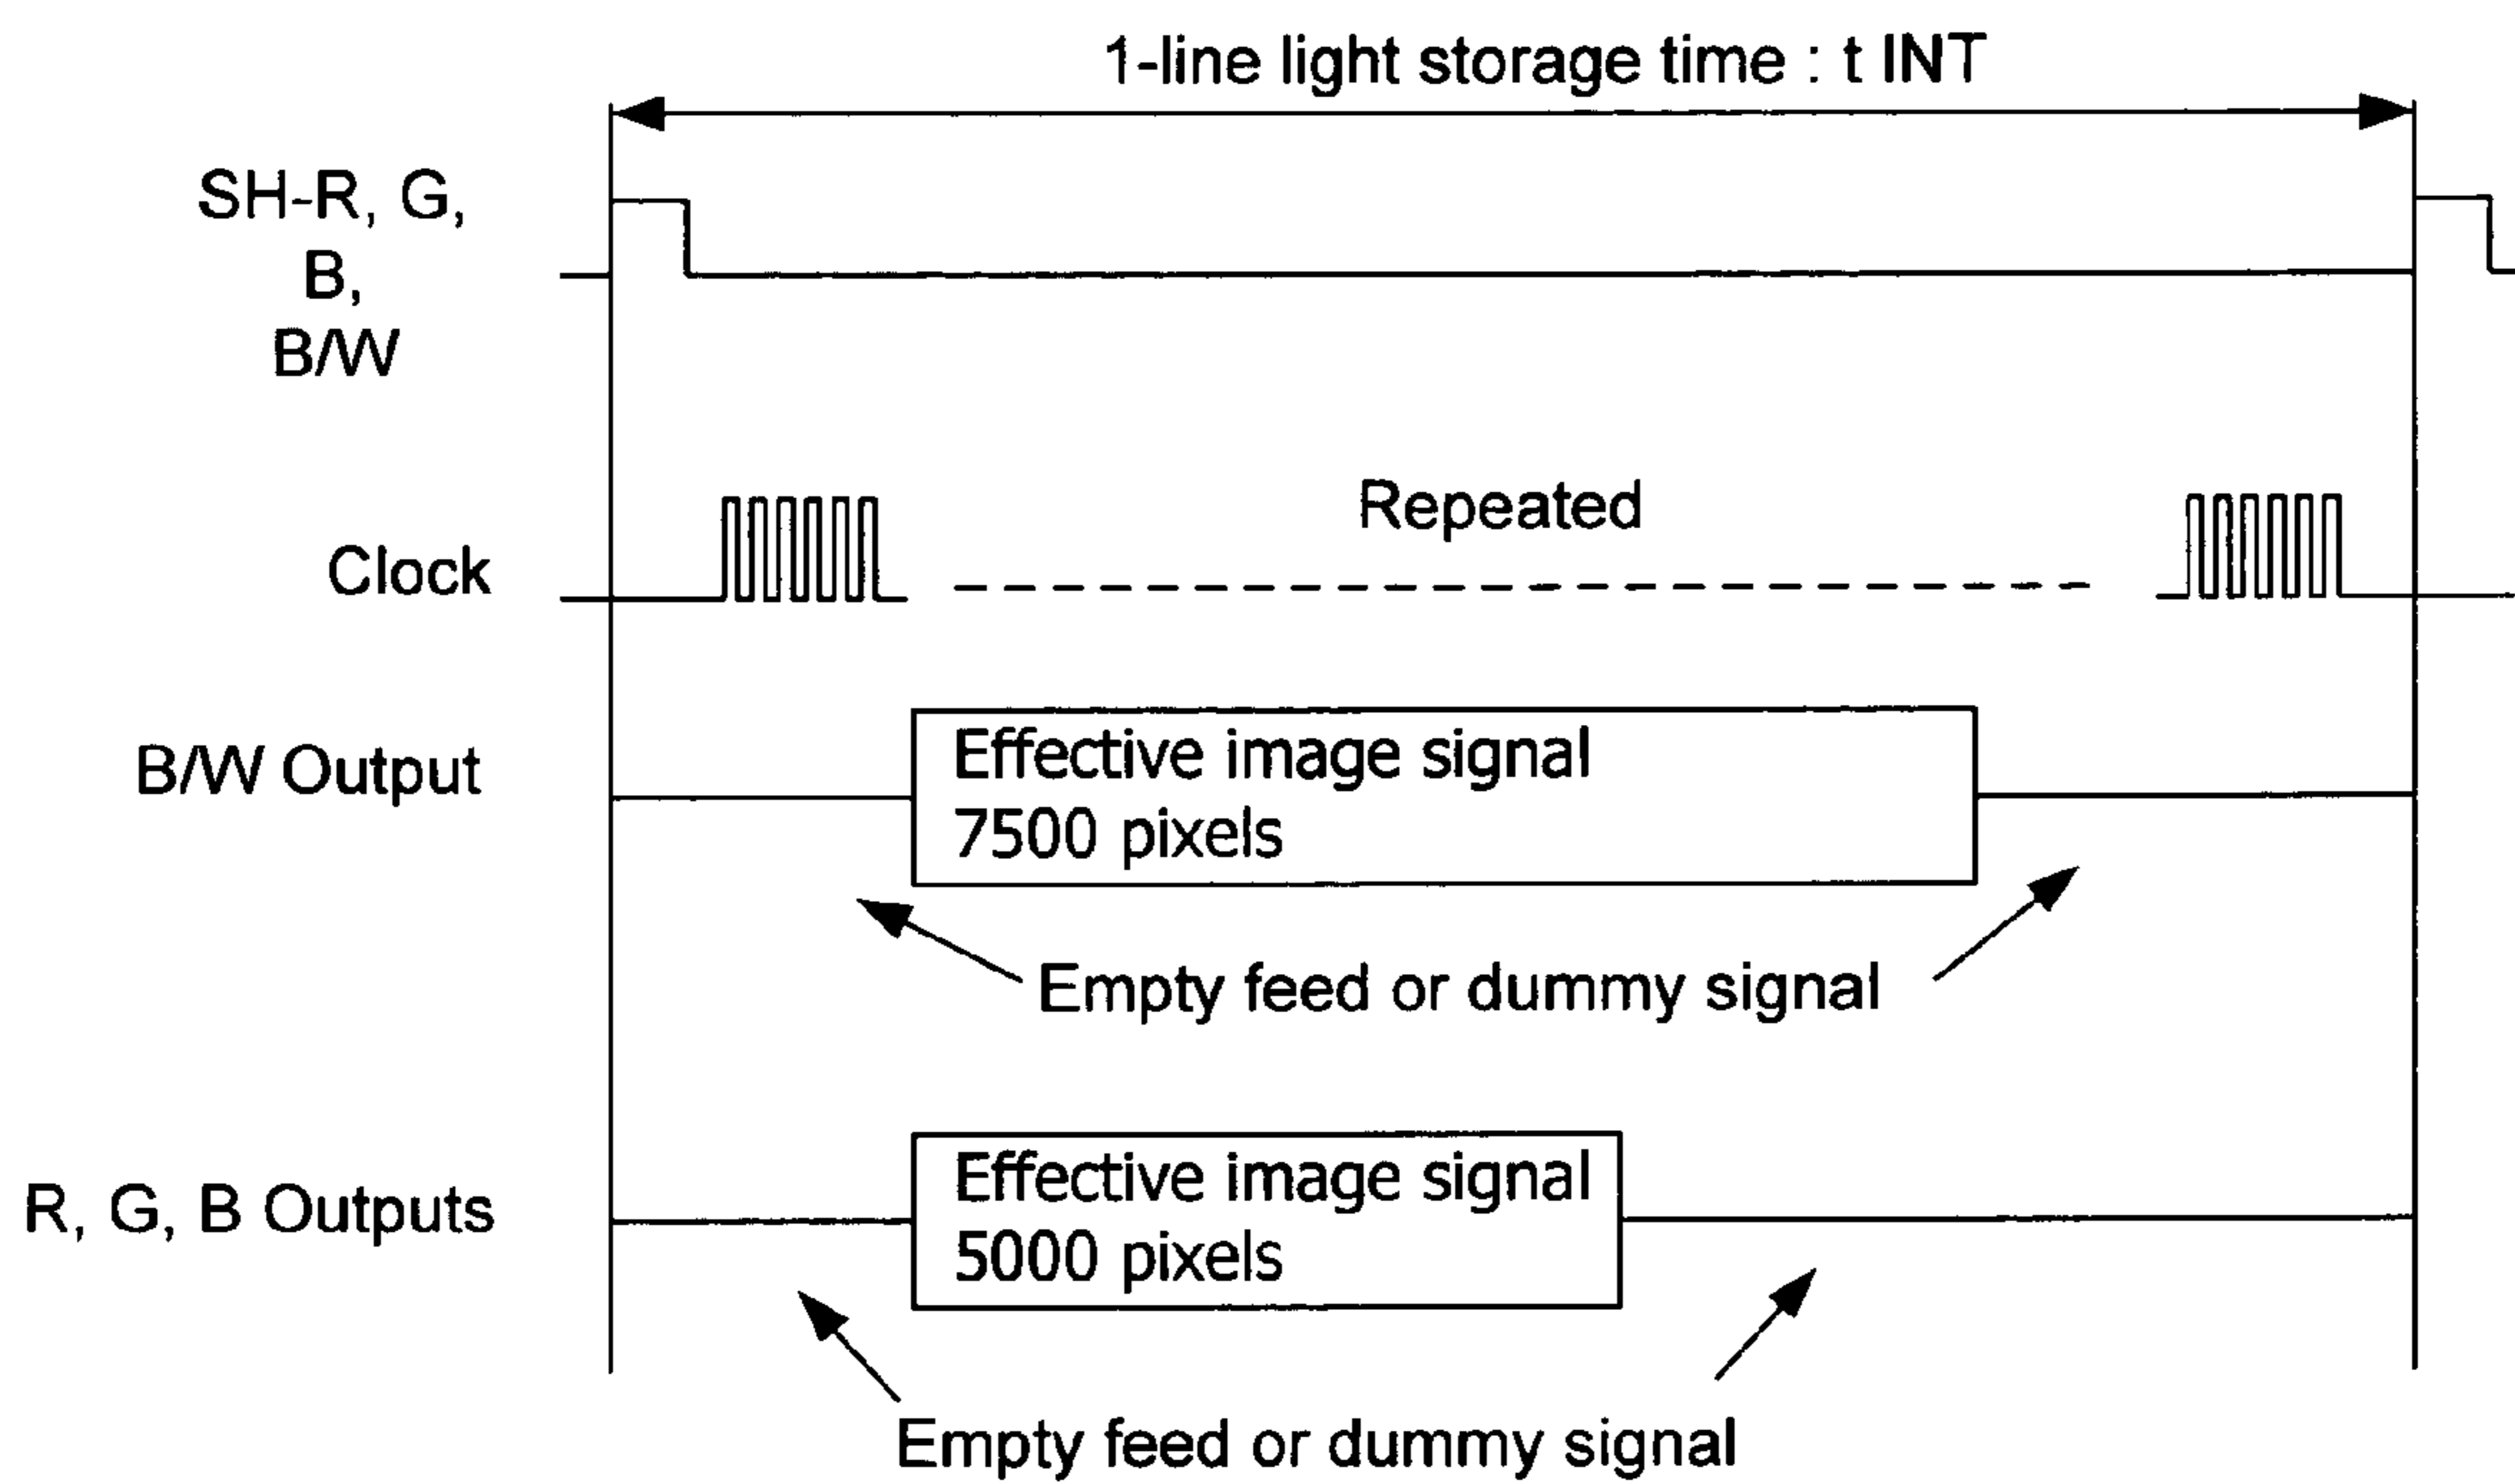 1-line light storage time : t INT
SH-R, G,
B,
B/W
Repeated
Clock
B/W Output
Effective image signal
7500 pixels
Empty feed or dummy signal
R, G, B Outputs
Effective image signal
5000 pixels
Empty feed or dummy signal